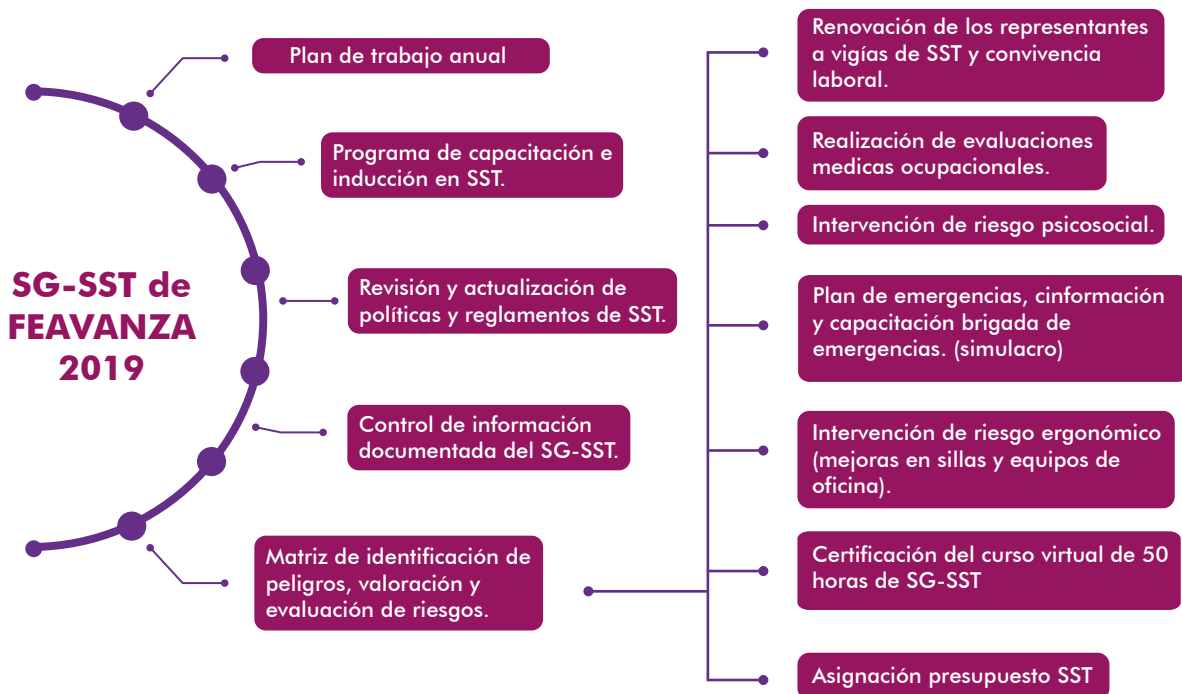 SG-SST de
FEAVANZA
2019
Plan de trabajo anual
Programa de capacitación e
inducción en SST.
Revisión y actualización de
políticas y reglamentos de SST.
Control de información
documentada del SG-SST.
Matriz de identificación de
peligros, valoración y
evaluación de riesgos.
Renovación de los representantes
a vigías de SST y convivencia
laboral.
Realización de evaluaciones
medicas ocupacionales.
Intervención de riesgo psicosocial.
Plan de emergencias, cinformación
y capacitación brigada de
emergencias. (simulacro)
Intervención de riesgo ergonómico
(mejoras en sillas y equipos de
oficina).
Certificación del curso virtual de 50
horas de SG-SST
Asignación presupuesto SST